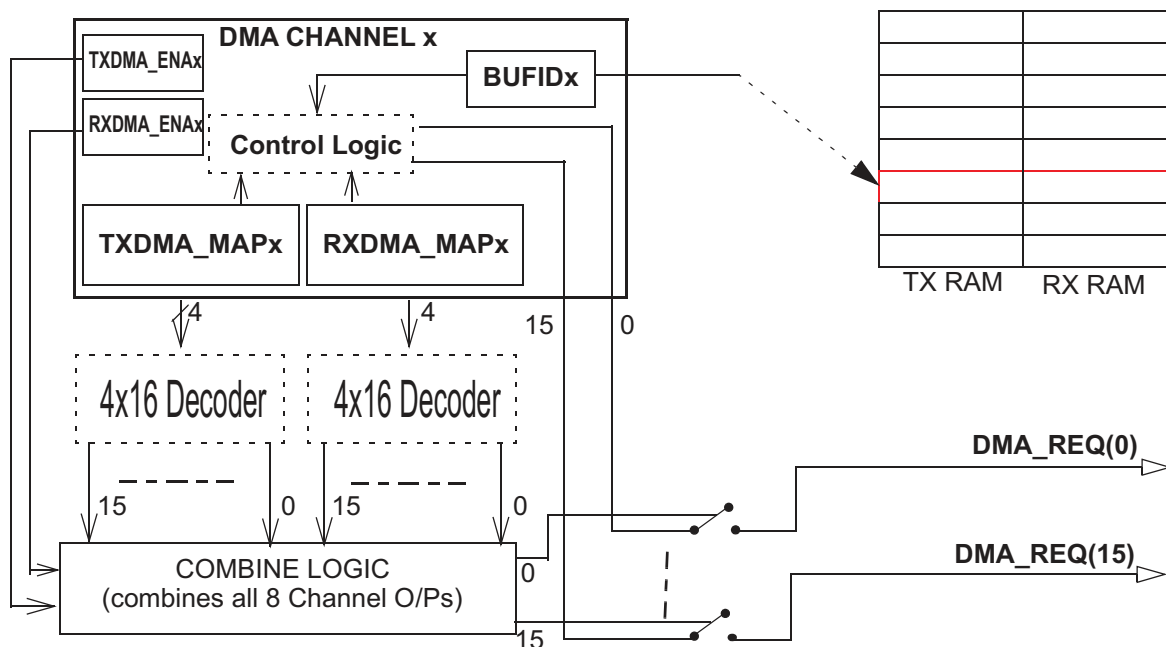 DMA CHANNEL x
TXDMA_ENAx
BUFIDx
RXDMA_ENAx
Control Logic
TXDMA_MAPx
RXDMA_MAPx
TX RAM
RX RAM
4
4
15
0
4x16 Decoder
4x16 Decoder
DMA_REQ(0)
15
0
15
0
COMBINE LOGIC
(combines all 8 Channel O/Ps)
0
15
DMA_REQ(15)